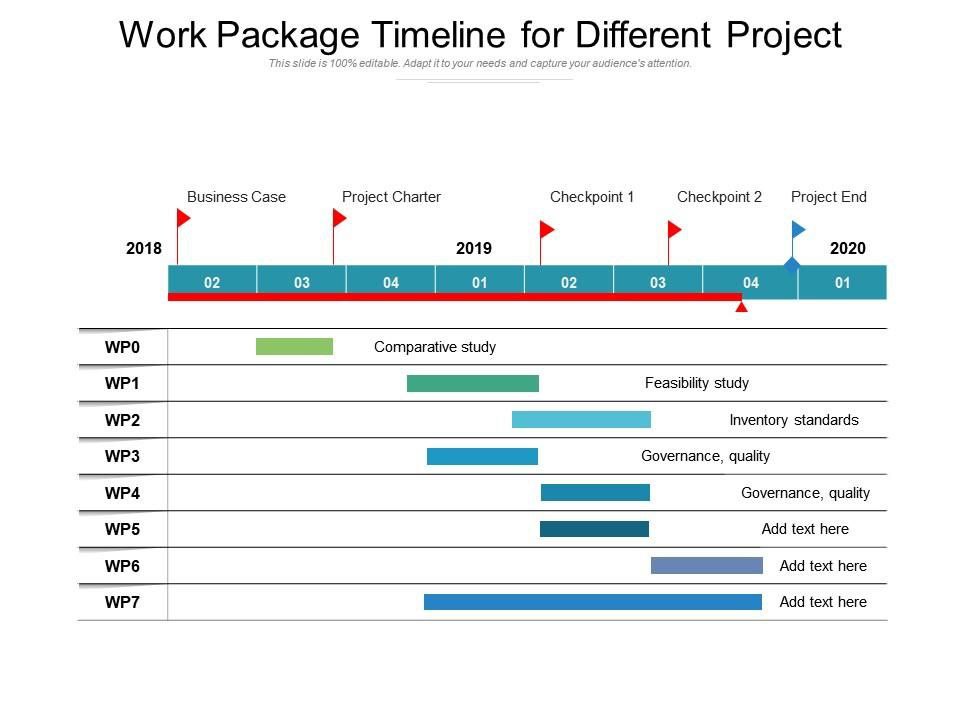 Work Package Timeline for Different Project
This slide is 100% editable. Adapt it to your needs and capture your audience's attention.
Business Case Project Charter Checkpoint 1 Checkpoint 2 Project End
2018 2019 2020
02 03 04 01 02 03 04 01
WP0 Comparative study
WP1 Feasibility study
WP2 Inventory standards
WP3 Governance, quality
WP4 Governance, quality
WP5 Add text here
WP6 Add text here
WP7 Add text here